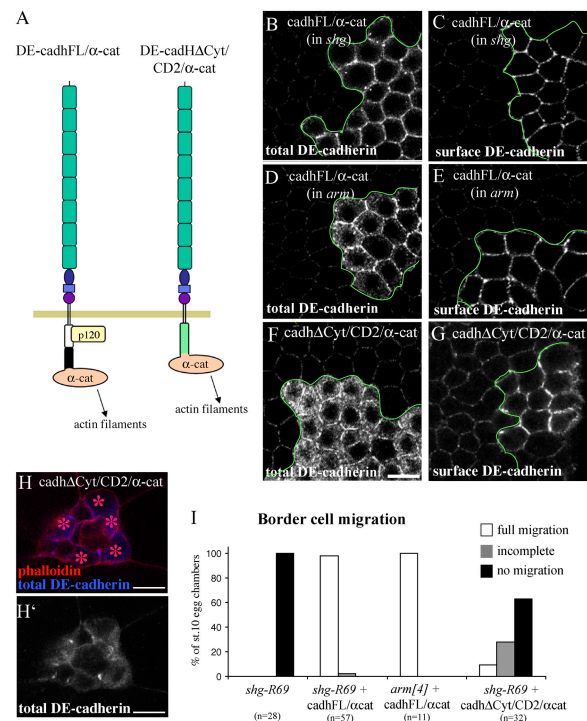 A
DE-cadhFL/α-cat
DE-cadHΔCyt/
CD2/α-cat
p120
α-cat
α-cat
actin filaments
actin filaments
B
cadhFL/α-cat
(in shg)
total DE-cadherin
C
cadhFL/α-cat
(in shg)
surface DE-cadherin
D
cadhFL/α-cat
(in arm)
total DE-cadherin
E
cadhFL/α-cat
(in arm)
surface DE-cadherin
F
cadhΔCyt/CD2/α-cat
total DE-cadherin
G
cadhΔCyt/CD2/α-cat
surface DE-cadherin
H
cadhΔCyt/CD2/α-cat
* * * * *
phalloidin
total DE-cadherin
H'
total DE-cadherin
I
Border cell migration
full migration
incomplete
no migration
% of st.10 egg chambers
100
80
60
40
20
0
shg-R69
(n=28)
shg-R69 +
cadhFL/αcat
(n=57)
arm[4] +
cadhFL/αcat
(n=11)
shg-R69 +
cadhΔCyt/CD2/αcat
(n=32)